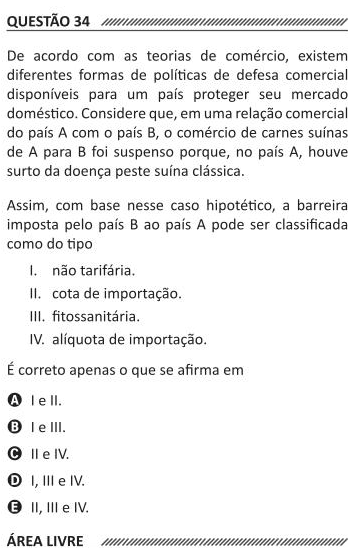 QUESTÃO 34
De acordo com as teorias de comércio, existem
diferentes formas de políticas de defesa comercial
disponíveis para um país proteger seu mercado
doméstico. Considere que, em uma relação comercial
do país A com o país B, o comércio de carnes suínas
de A para B foi suspenso porque, no país A, houve
surto da doença peste suína clássica.
Assim, com base nesse caso hipotético, a barreira
imposta pelo país B ao país A pode ser classificada
como do tipo
I. não tarifária.
II. cota de importação.
III. fitossanitária.
IV. alíquota de importação.
É correto apenas o que se afirma em
A I e II.
B I e III.
C II e IV.
D I, III e IV.
E II, III e IV.
ÁREA LIVRE